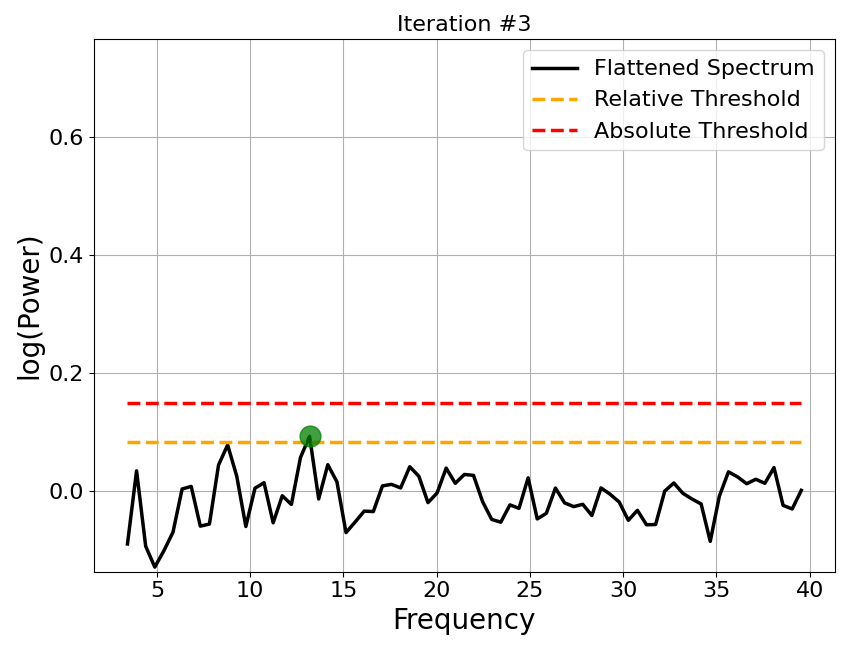 Iteration #3
Flattened Spectrum
Relative Threshold
Absolute Threshold
log(Power)
0.6
0.4
0.2
0.0
5 10 15 20 25 30 35 40
Frequency